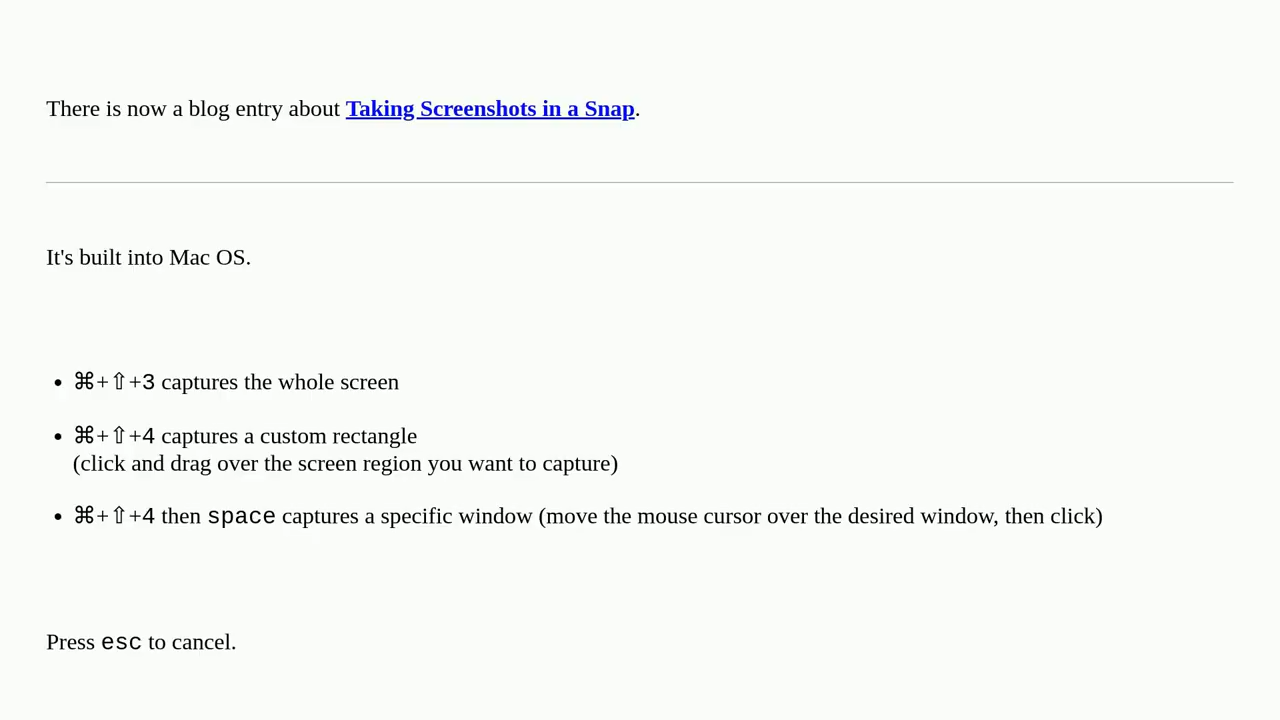 There is now a blog entry about Taking Screenshots in a Snap.
It's built into Mac OS.
• ⌘+⇧+3 captures the whole screen
• ⌘+⇧+4 captures a custom rectangle
(click and drag over the screen region you want to capture)
• ⌘+⇧+4 then space captures a specific window (move the mouse cursor over the desired window, then click)
Press esc to cancel.